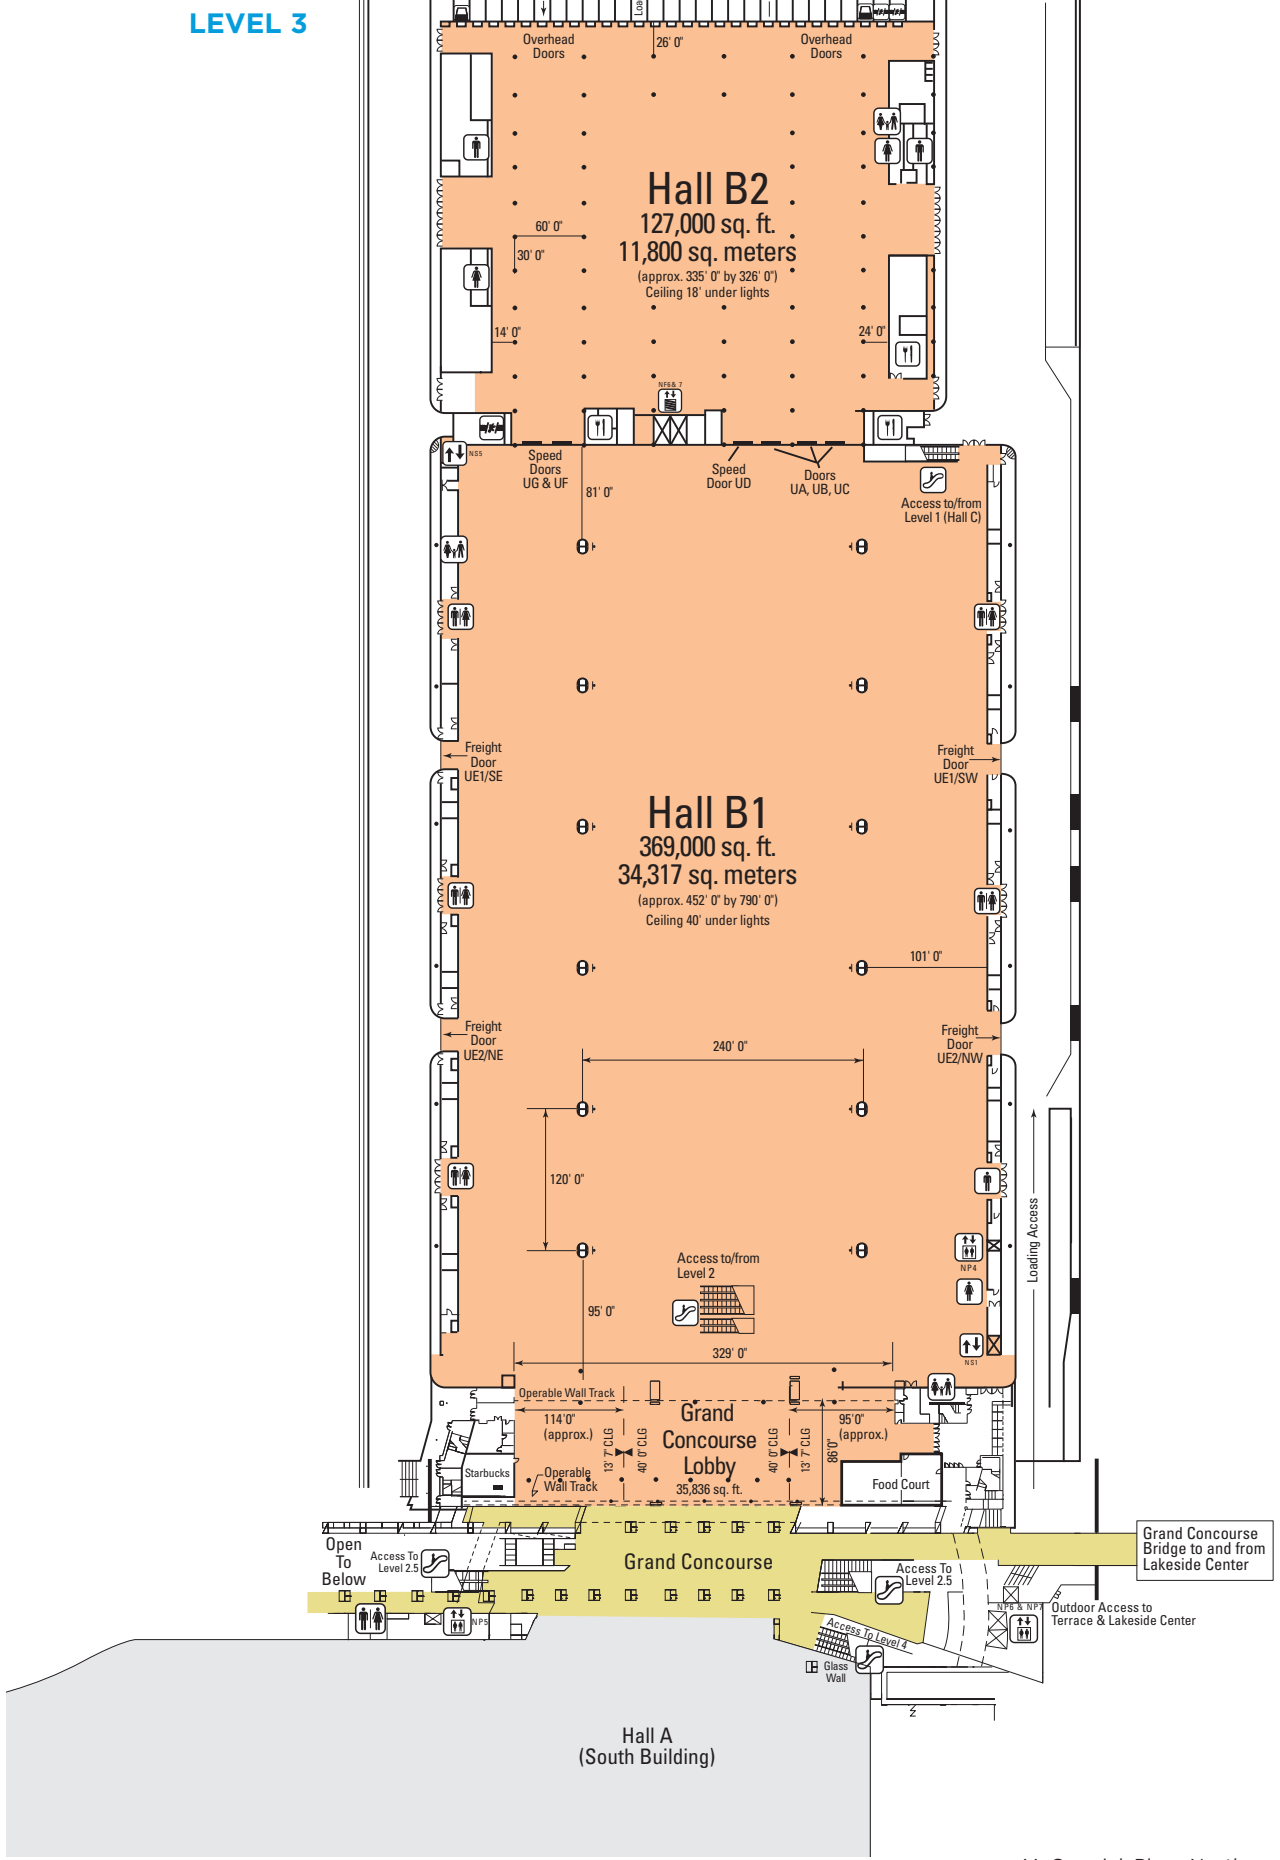 LEVEL 3
Overhead
Doors
26' 0"
Overhead
Doors
Hall B2
127,000 sq. ft.
11,800 sq. meters
(approx. 335' 0" by 326' 0")
Ceiling 18' under lights
60' 0"
30' 0"
14' 0"
24' 0"
NF6& 7
NS5
Speed
Doors
UG & UF
81' 0"
Speed
Door UD
Doors
UA, UB, UC
Access to/from
Level 1 (Hall C)
Freight
Door
UE1/SE
Freight
Door
UE1/SW
Hall B1
369,000 sq. ft.
34,317 sq. meters
(approx. 452' 0" by 790' 0")
Ceiling 40' under lights
101' 0"
Freight
Door
UE2/NE
Freight
Door
UE2/NW
240' 0"
120' 0"
Loading Access
Access to/from
Level 2
NP4
95' 0"
NS1
329' 0"
Operable Wall Track
114'0"
(approx.)
13' 7" CLG
40' 0" CLG
Grand
Concourse
Lobby
35,836 sq. ft.
40' 0" CLG
13' 7" CLG
86'0"
95'0"
(approx.)
Starbucks
Operable
Wall Track
Food Court
Open
To
Below
Access To
Level 2.5
Grand Concourse
Access To
Level 2.5
Grand Concourse
Bridge to and from
Lakeside Center
NP5
NP6 & NP7
Outdoor Access to
Terrace & Lakeside Center
Access To Level 4
Glass
Wall
Hall A
(South Building)